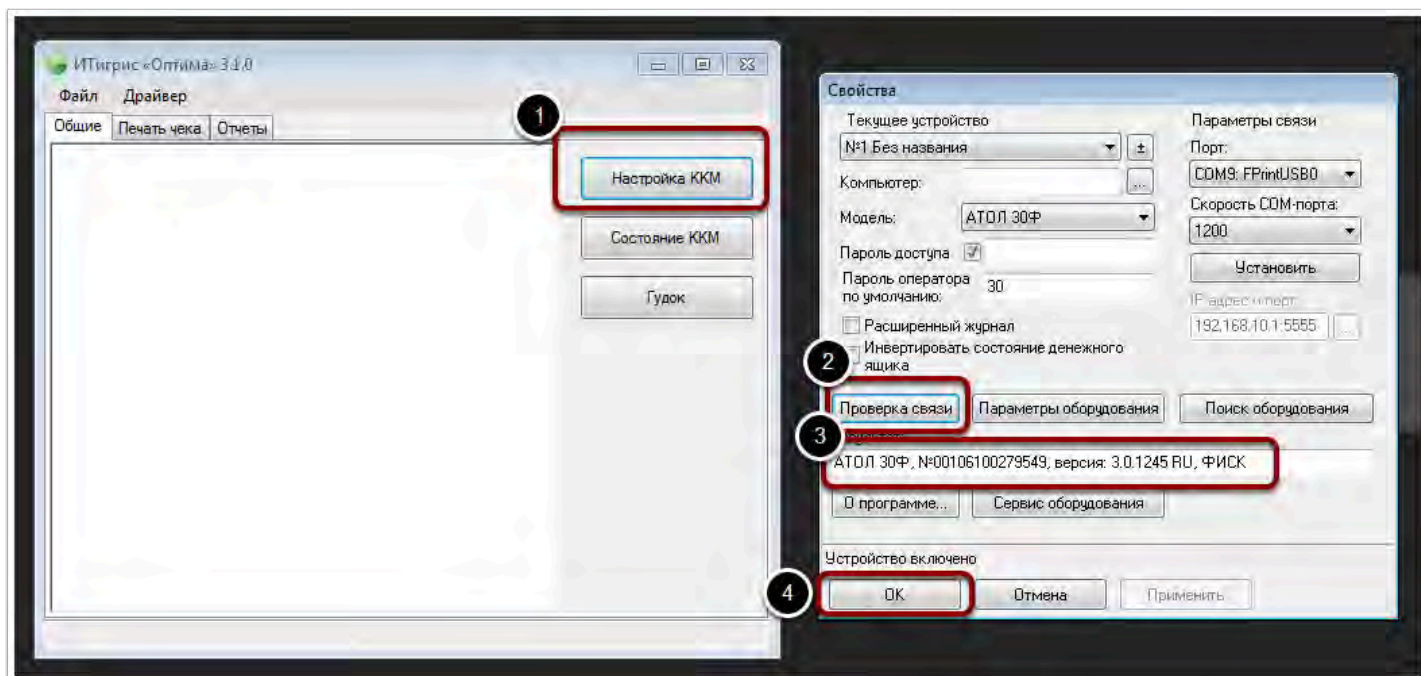 ИТигрис «Оптима» 3.1.0
Файл Драйвер
Общие Печать чека Отчеты
1
Настройка ККМ
Состояние ККМ
Гудок
Свойства
Текущее устройство
№1 Без названия
±
Компьютер:
...
Модель:
АТОЛ 30Ф
Пароль доступа
Пароль оператора
по умолчанию:
30
Расширенный журнал
Инвертировать состояние денежного
ящика
Параметры связи
Порт:
COM9: FPrintUSB0
Скорость COM-порта:
1200
Установить
IP адрес и порт:
192.168.10.1:5555
...
2
Проверка связи
Параметры оборудования
Поиск оборудования
3
АТОЛ 30Ф, №00106100279549, версия: 3.0.1245 RU, ФИСК
О программе...
Сервис оборудования
Устройство включено
4
ОК
Отмена
Применить